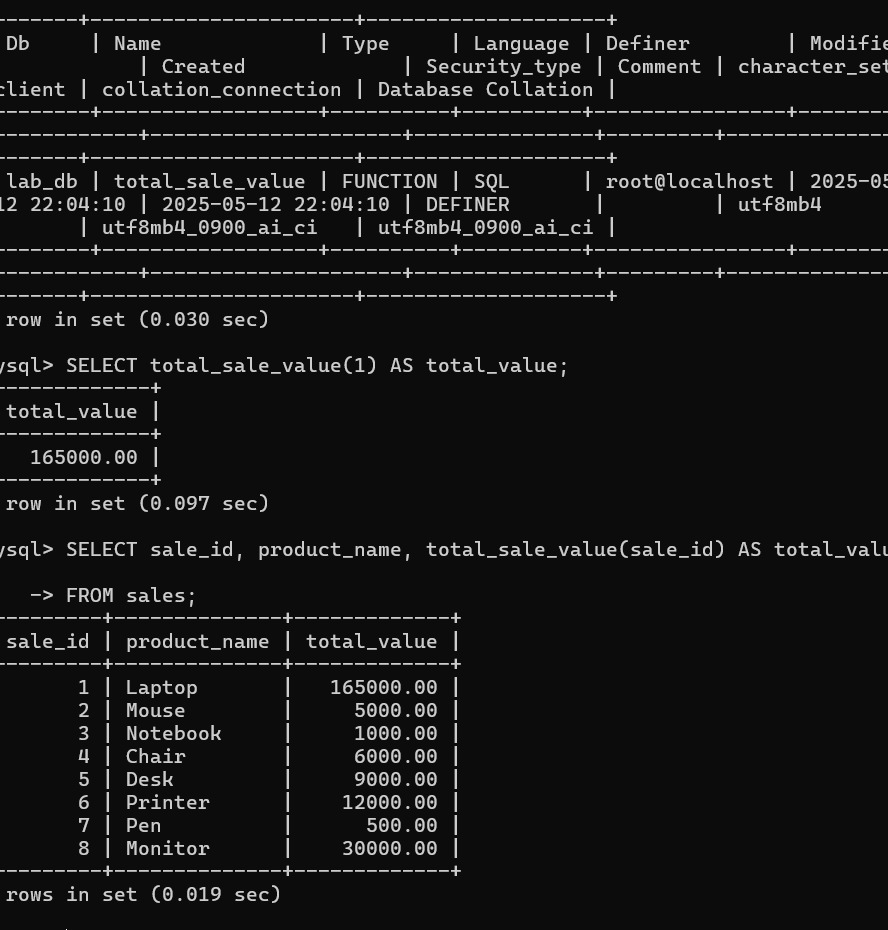 -------+----------------------+--------------------+
Db     | Name             | Type     | Language | Definer        | Modifie
| Created             | Security_type | Comment | character_set
client | collation_connection | Database Collation |
--------+-------------------+----------+----------+----------------+--------
------------+---------------------+---------------+---------+--------------
-------+----------------------+--------------------+
lab_db | total_sale_value | FUNCTION | SQL      | root@localhost | 2025-05
12 22:04:10 | 2025-05-12 22:04:10 | DEFINER       |         | utf8mb4
| utf8mb4_0900_ai_ci   | utf8mb4_0900_ai_ci |
--------+-------------------+----------+----------+----------------+--------
------------+---------------------+---------------+---------+--------------
-------+----------------------+--------------------+
row in set (0.030 sec)
ysql> SELECT total_sale_value(1) AS total_value;
-------------+
total_value |
-------------+
165000.00 |
-------------+
row in set (0.097 sec)
ysql> SELECT sale_id, product_name, total_sale_value(sale_id) AS total_valu
-> FROM sales;
---------+--------------+-------------+
sale_id | product_name | total_value |
---------+--------------+-------------+
1 | Laptop       |   165000.00 |
2 | Mouse        |     5000.00 |
3 | Notebook     |     1000.00 |
4 | Chair        |     6000.00 |
5 | Desk         |     9000.00 |
6 | Printer      |    12000.00 |
7 | Pen          |      500.00 |
8 | Monitor      |    30000.00 |
---------+--------------+-------------+
rows in set (0.019 sec)